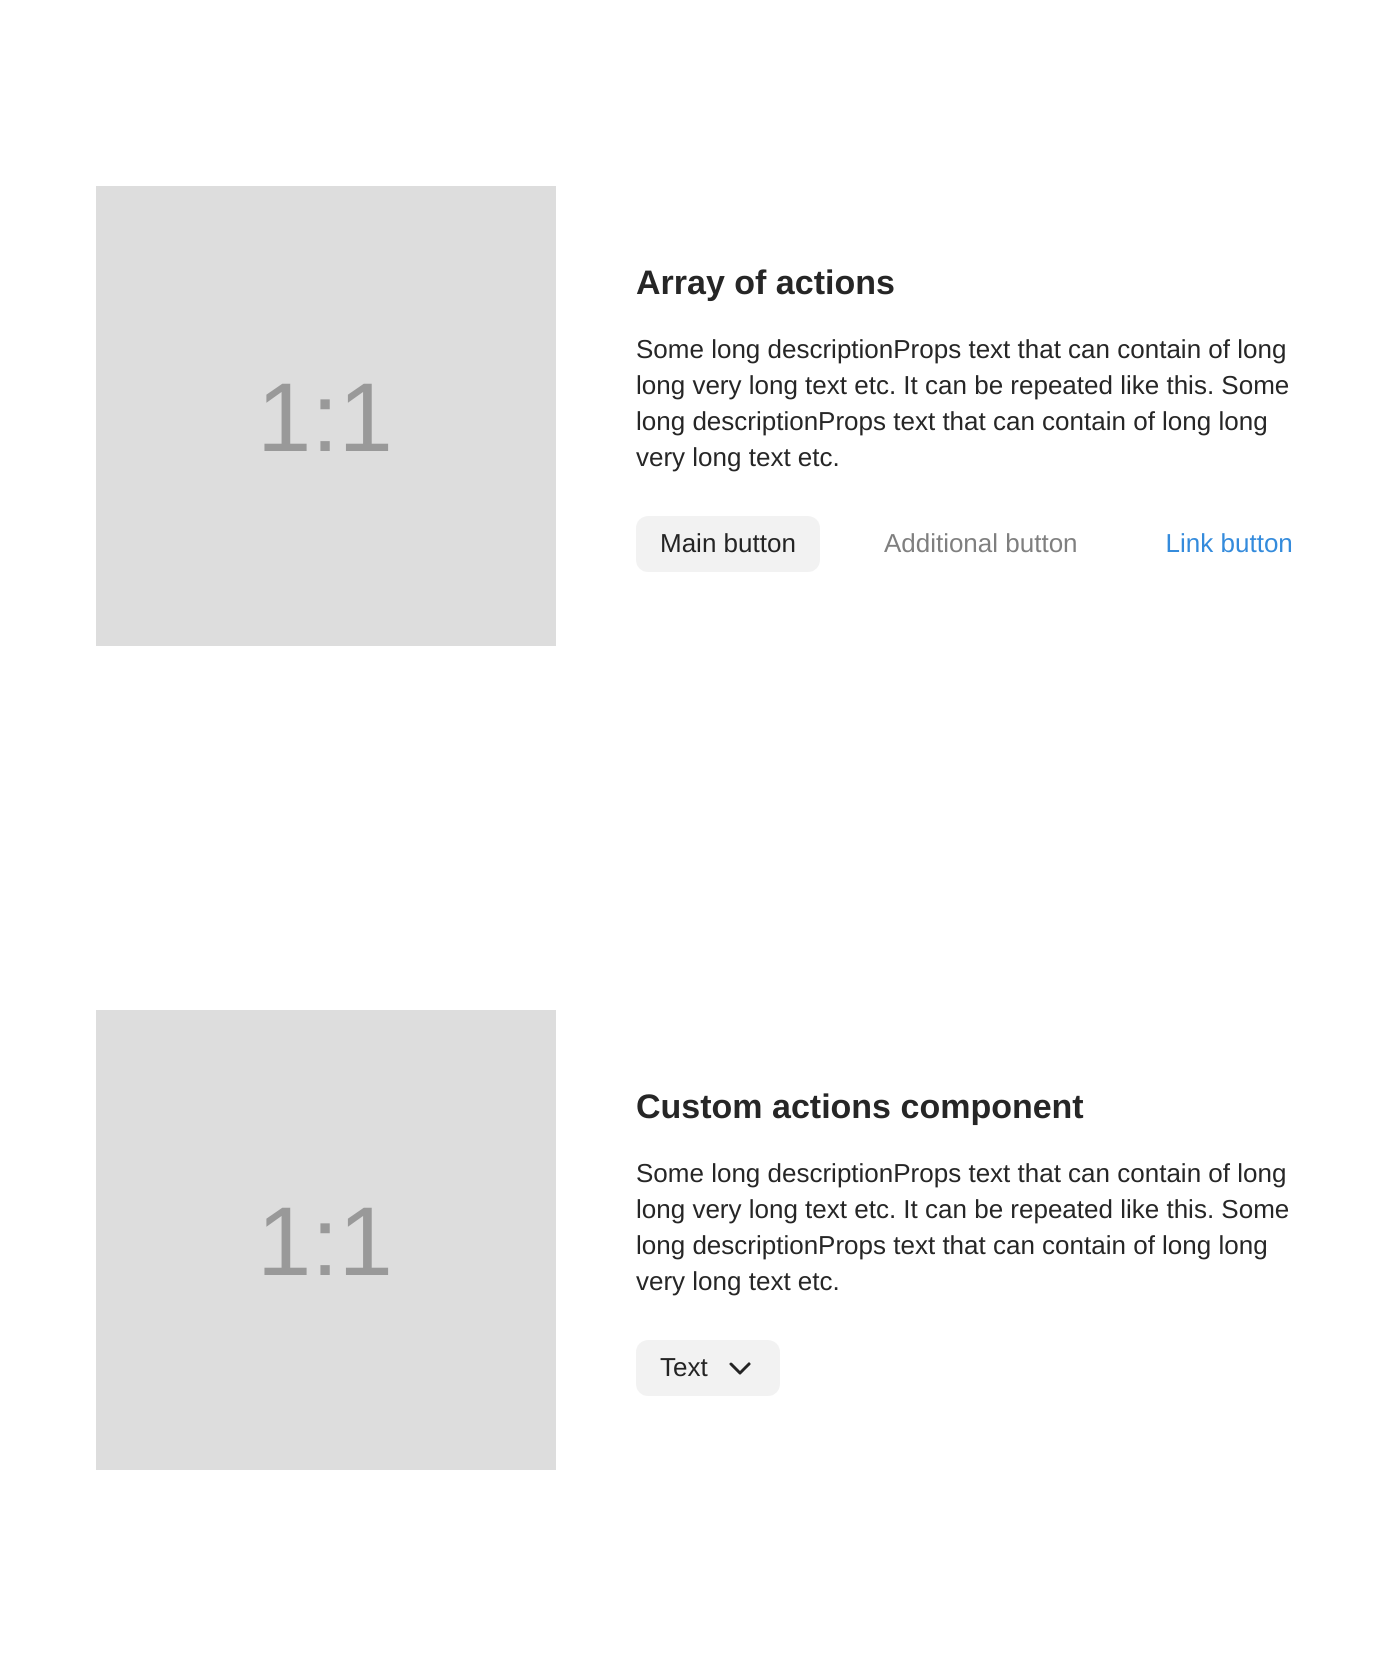 1:1
Array of actions
Some long descriptionProps text that can contain of long
long very long text etc. It can be repeated like this. Some
long descriptionProps text that can contain of long long
very long text etc.
Main button
Additional button
Link button
1:1
Custom actions component
Some long descriptionProps text that can contain of long
long very long text etc. It can be repeated like this. Some
long descriptionProps text that can contain of long long
very long text etc.
Text